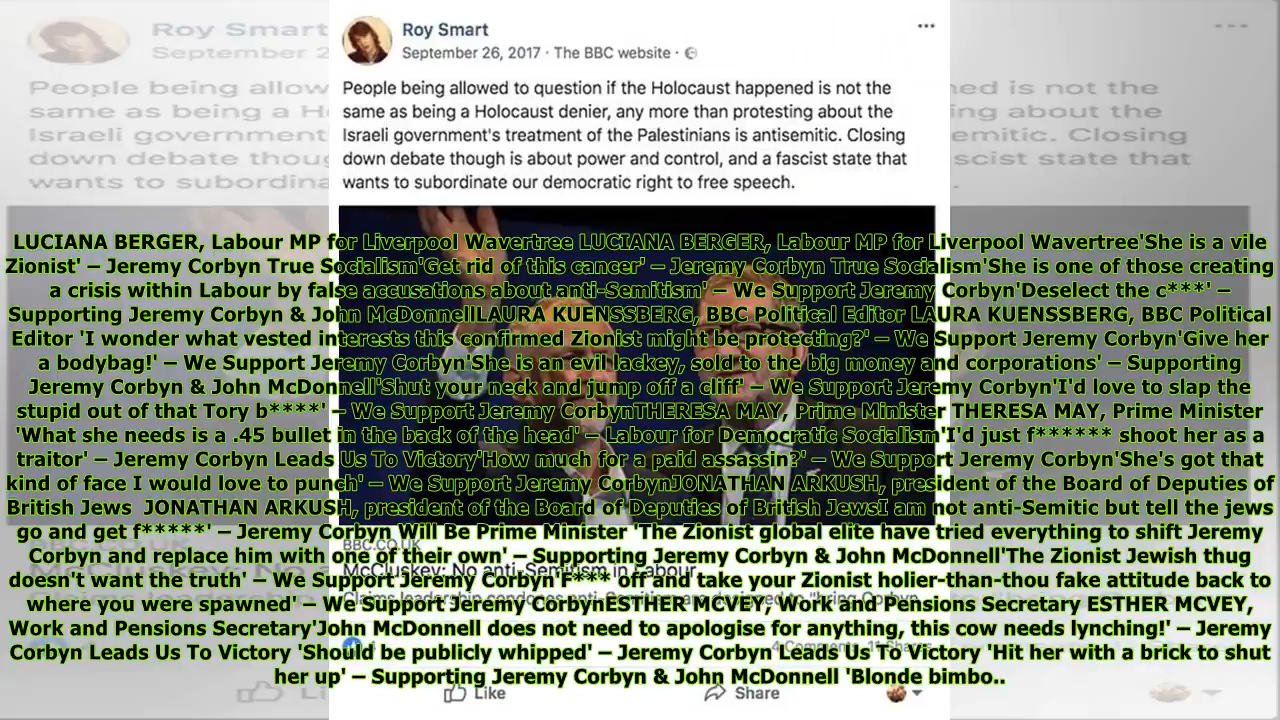 Roy Smart
September 26, 2017 · The BBC website ·
People being allowed to question if the Holocaust happened is not the
same as being a Holocaust denier, any more than protesting about the
Israeli government's treatment of the Palestinians is antisemitic. Closing
down debate though is about power and control, and a fascist state that
wants to subordinate our democratic right to free speech.
LUCIANA BERGER, Labour MP for Liverpool Wavertree LUCIANA BERGER, Labour MP for Liverpool Wavertree'She is a vile
Zionist' – Jeremy Corbyn True Socialism'Get rid of this cancer' – Jeremy Corbyn True Socialism'She is one of those creating
a crisis within Labour by false accusations about anti-Semitism' – We Support Jeremy Corbyn'Deselect the c***' –
Supporting Jeremy Corbyn & John McDonnellLAURA KUENSSBERG, BBC Political Editor LAURA KUENSSBERG, BBC Political
Editor 'I wonder what vested interests this confirmed Zionist might be protecting?' – We Support Jeremy Corbyn'Give her
a bodybag!' – We Support Jeremy Corbyn'She is an evil lackey, sold to the big money and corporations' – Supporting
Jeremy Corbyn & John McDonnell'Shut your neck and jump off a cliff' – We Support Jeremy Corbyn'I'd love to slap the
stupid out of that Tory b****' – We Support Jeremy CorbynTHERESA MAY, Prime Minister THERESA MAY, Prime Minister
'What she needs is a .45 bullet in the back of the head' – Labour for Democratic Socialism'I'd just f****** shoot her as a
traitor' – Jeremy Corbyn Leads Us To Victory'How much for a paid assassin?' – We Support Jeremy Corbyn'She's got that
kind of face I would love to punch' – We Support Jeremy CorbynJONATHAN ARKUSH, president of the Board of Deputies of
British Jews  JONATHAN ARKUSH, president of the Board of Deputies of British JewsI am not anti-Semitic but tell the jews
go and get f*****' – Jeremy Corbyn Will Be Prime Minister 'The Zionist global elite have tried everything to shift Jeremy
BBC.CO.UK
Corbyn and replace him with one of their own' – Supporting Jeremy Corbyn & John McDonnell'The Zionist Jewish thug
McCluskey: No anti-Semitism in Labour
doesn't want the truth' – We Support Jeremy Corbyn'F*** off and take your Zionist holier-than-thou fake attitude back to
where you were spawned' – We Support Jeremy CorbynESTHER MCVEY, Work and Pensions Secretary ESTHER MCVEY,
Work and Pensions Secretary'John McDonnell does not need to apologise for anything, this cow needs lynching!' – Jeremy
Corbyn Leads Us To Victory 'Should be publicly whipped' – Jeremy Corbyn Leads Us To Victory 'Hit her with a brick to shut
her up' – Supporting Jeremy Corbyn & John McDonnell 'Blonde bimbo..
Like Share